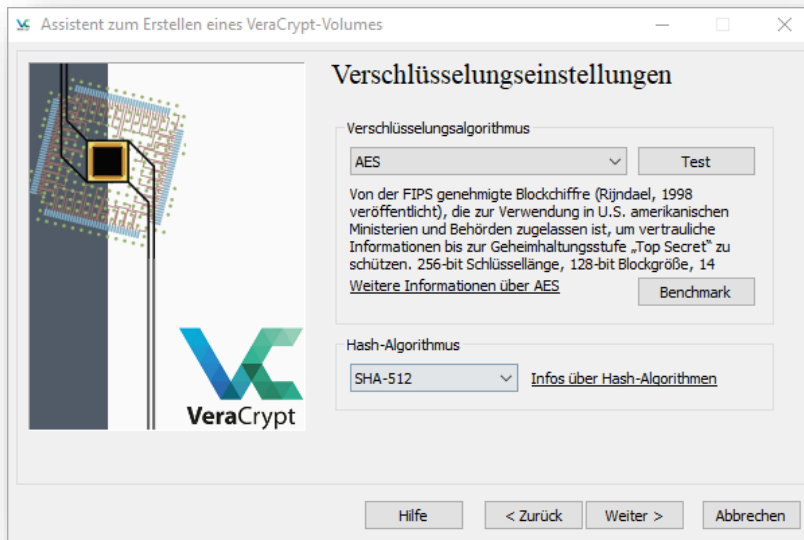 Assistent zum Erstellen eines VeraCrypt-Volumes
Verschlüsselungseinstellungen
Verschlüsselungsalgorithmus
AES
Test
Von der FIPS genehmigte Blockchiffre (Rijndael, 1998
veröffentlicht), die zur Verwendung in U.S. amerikanischen
Ministerien und Behörden zugelassen ist, um vertrauliche
Informationen bis zur Geheimhaltungsstufe „Top Secret“ zu
schützen. 256-bit Schlüssellänge, 128-bit Blockgröße, 14
Weitere Informationen über AES
Benchmark
Hash-Algorithmus
SHA-512
Infos über Hash-Algorithmen
VeraCrypt
Hilfe
< Zurück
Weiter >
Abbrechen